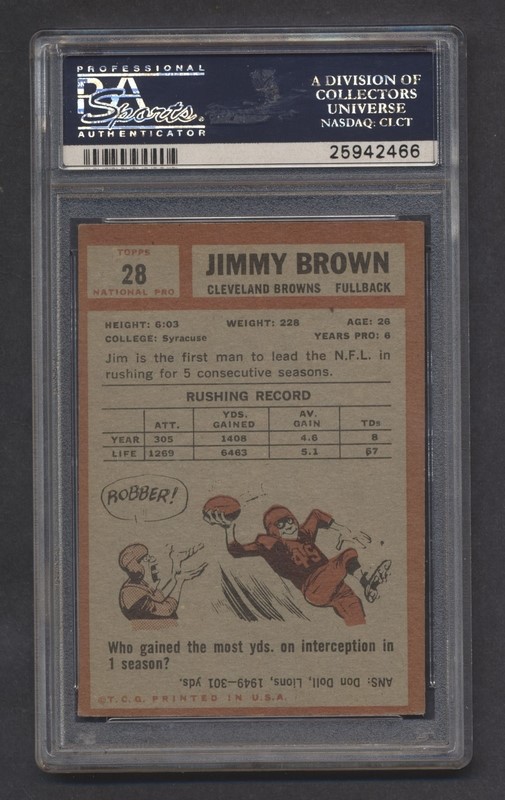 PROFESSIONAL
PSA
Sports
AUTHENTICATOR
A DIVISION OF
COLLECTORS
UNIVERSE
NASDAQ: CLCT
25942466
TOPPS
28
NATIONAL PRO
JIMMY BROWN
CLEVELAND BROWNS FULLBACK
HEIGHT: 6:03 WEIGHT: 228 AGE: 26
COLLEGE: Syracuse YEARS PRO: 6
Jim is the first man to lead the N.F.L. in
rushing for 5 consecutive seasons.
RUSHING RECORD
ATT. YDS. GAINED AV. GAIN TDs
YEAR 305 1408 4.6 8
LIFE 1269 6463 5.1 67
ROBBER!
49
Who gained the most yds. on interception in
1 season?
ANS: Don Doll, Lions, 1949—301 yds.
©T.C.G. PRINTED IN U.S.A.